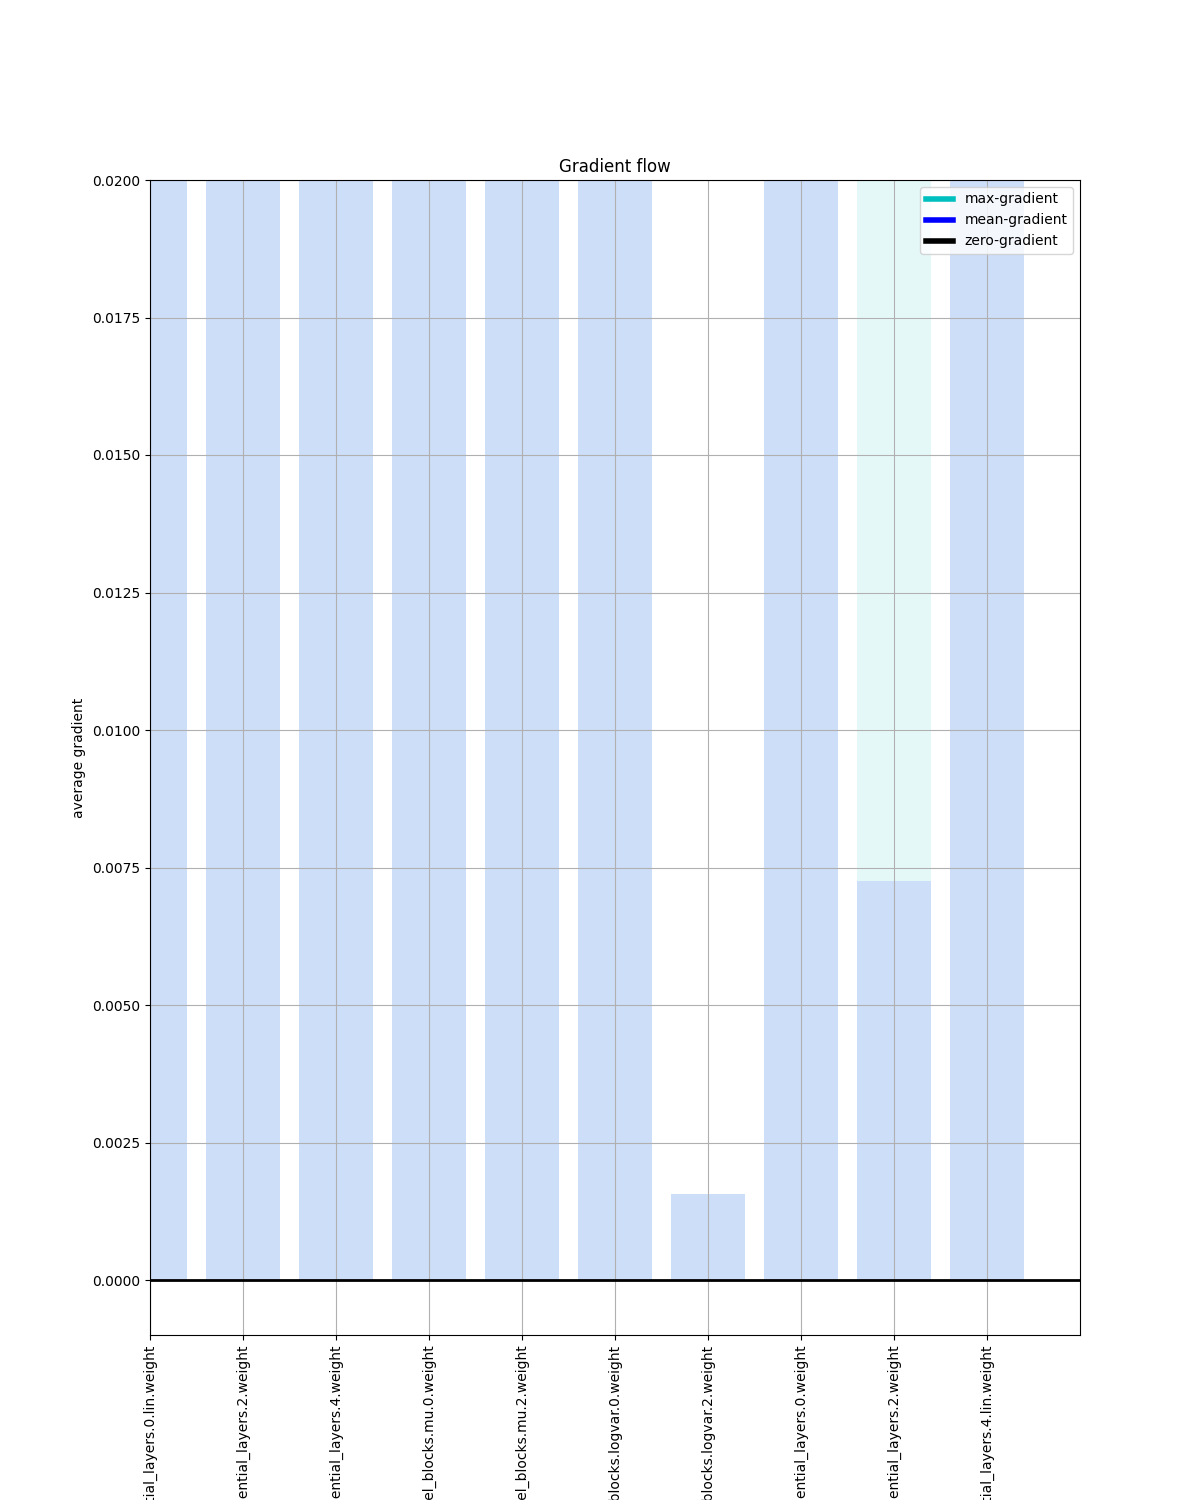 Gradient flow
max-gradient
mean-gradient
zero-gradient
0.0200
0.0175
0.0150
0.0125
0.0100
0.0075
0.0050
0.0025
0.0000
average gradient
tial_layers.0.lin.weight
ential_layers.2.weight
ential_layers.4.weight
el_blocks.mu.0.weight
el_blocks.mu.2.weight
blocks.logvar.0.weight
blocks.logvar.2.weight
ential_layers.0.weight
ential_layers.2.weight
tial_layers.4.lin.weight